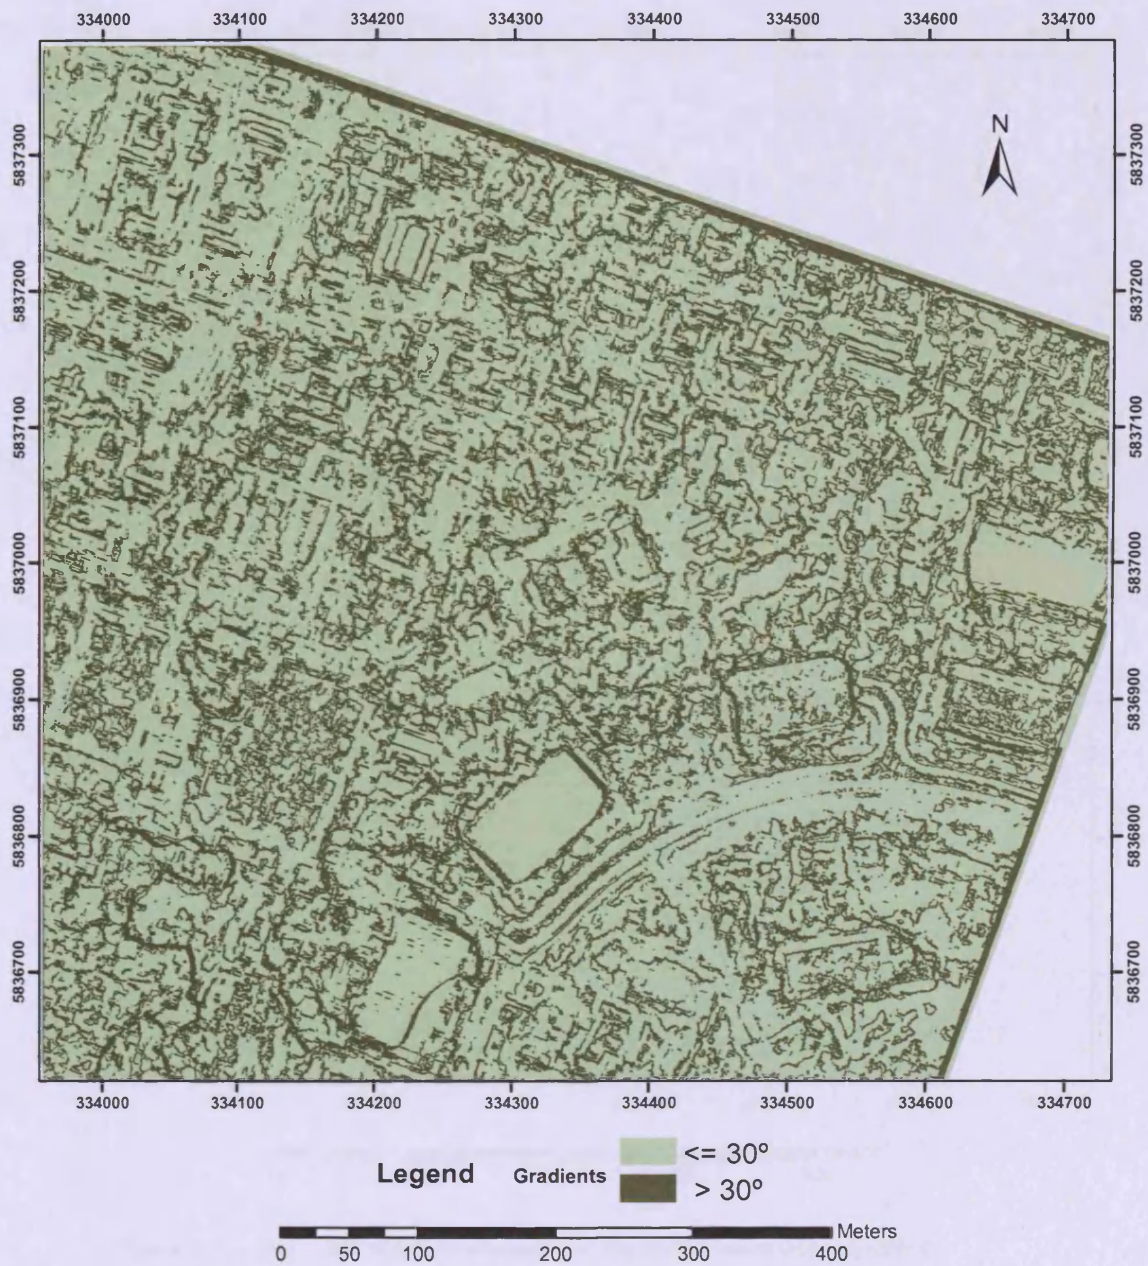 334000 334100 334200 334300 334400 334500 334600 334700
N
5837300 5837300
5837200 5837200
5837100 5837100
5837000 5837000
5836900 5836900
5836800 5836800
5836700 5836700
334000 334100 334200 334300 334400 334500 334600 334700
<= 30º
Legend Gradients
> 30º
Meters
0 50 100 200 300 400